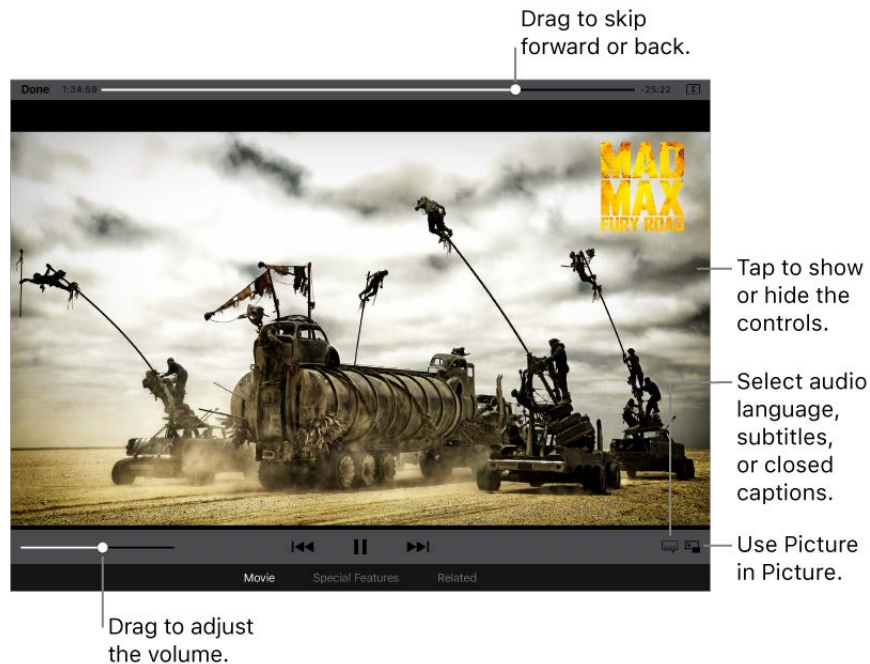 Drag to skip
forward or back.
Done 1:34:59 -25:22
MAD
MAX
FURY ROAD
Tap to show
or hide the
controls.
Select audio
language,
subtitles,
or closed
captions.
Use Picture
in Picture.
Movie Special Features Related
Drag to adjust
the volume.